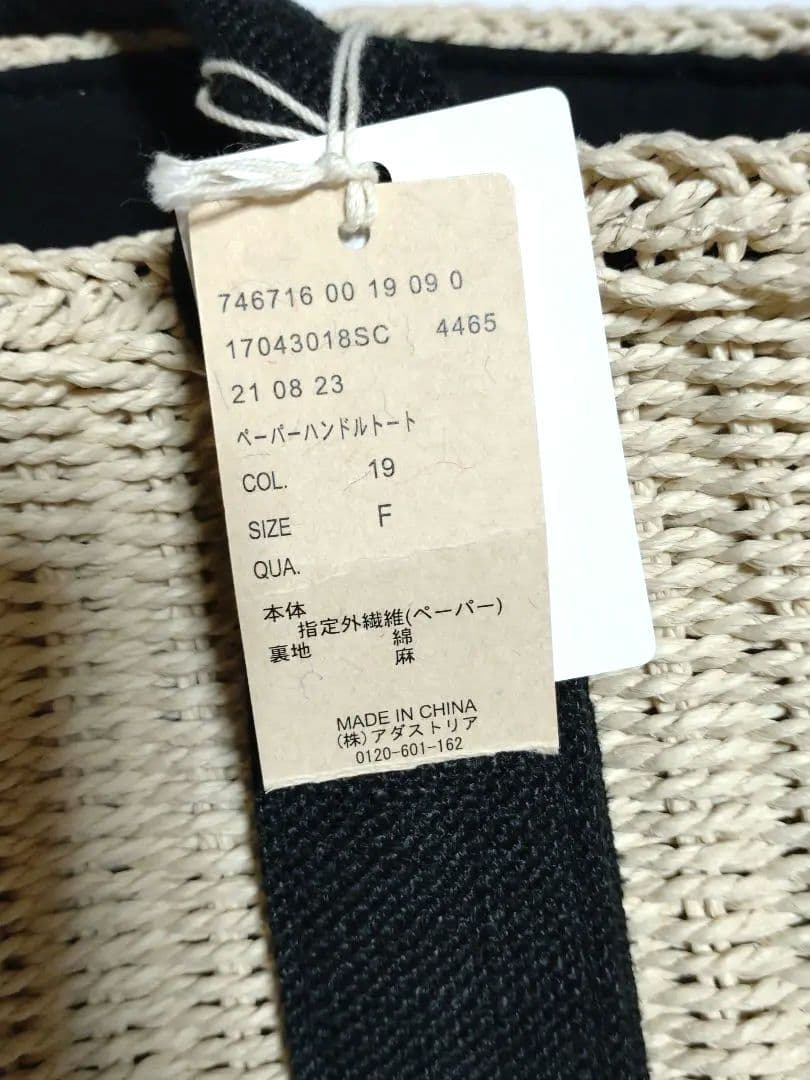 746716 00 19 09 0
17043018SC 4465
21 08 23
ペーパーハンドルトート
COL. 19
SIZE F
QUA.
本体
指定外繊維(ペーパー)
裏地 綿
麻
MADE IN CHINA
(株)アダストリア
0120-601-162